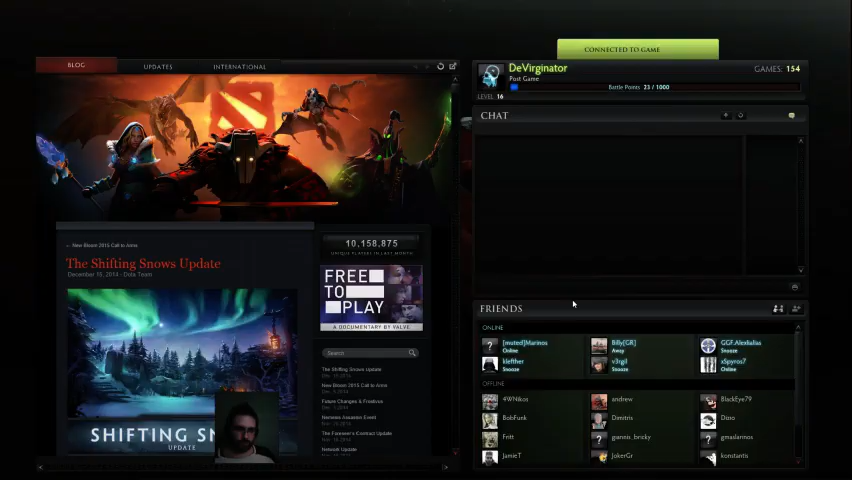 CONNECTED TO GAME
BLOG
UPDATES
INTERNATIONAL
DeVirginator
Post Game
GAMES: 154
Battle Points 23 / 1000
LEVEL 16
CHAT
← New Bloom 2015 Call to Arms
The Shifting Snows Update
December 15, 2014 - Dota Team
SHIFTING SN
UPDATE
10,158,875
UNIQUE PLAYERS IN LAST MONTH
FREE
TO
PLAY
A DOCUMENTARY BY VALVE.
Search
The Shifting Snows Update
New Bloom 2015 Call to Arms
Future Changes & Fixatives
Nemesis Assassin Event
The Foreseer's Contract Update
Network Update
FRIENDS
ONLINE
[muted]Marinos
Online
Billy[GR]
Away
GGF.Alexliallas
Snooze
klefther
Snooze
v3rgil
Snooze
xSpyros7
Online
OFFLINE
4WNikos
andrew
BlackEye79
BobFunk
Dimitris
Dizso
Fritt
giannis_brizky
gmaslarinos
JamieT
JokerGr
konstantis